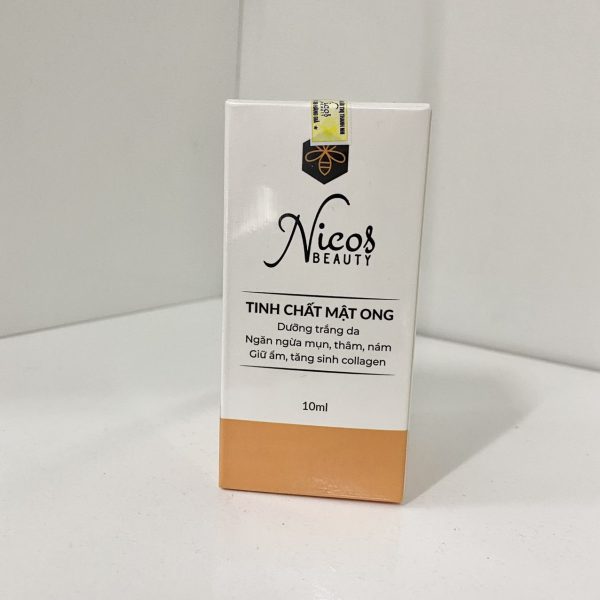 Nicos
Nicos
BEAUTY
TINH CHẤT MẬT ONG
Dưỡng trắng da
Ngăn ngừa mụn, thâm, nám
Giữ ẩm, tăng sinh collagen
10ml